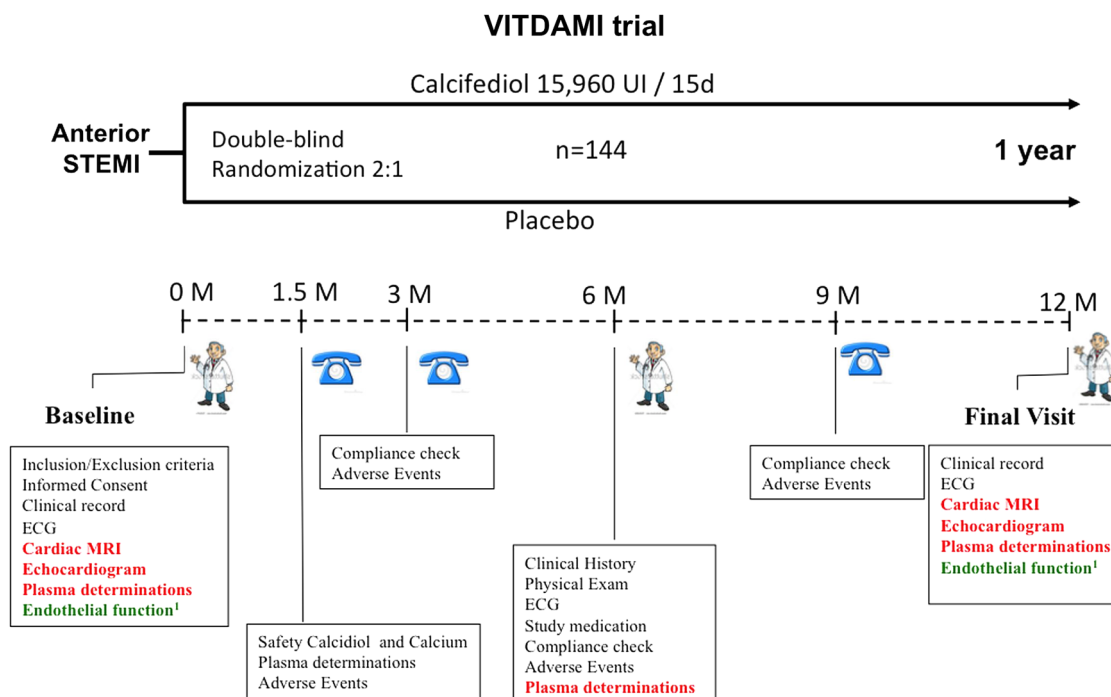 VITDAMI trial
Calcifediol 15,960 UI / 15d
Anterior
STEMI
Double-blind
Randomization 2:1
n=144
1 year
Placebo
0 M
1.5 M
3 M
6 M
9 M
12 M
Baseline
Inclusion/Exclusion criteria
Informed Consent
Clinical record
ECG
Cardiac MRI
Echocardiogram
Plasma determinations
Endothelial function¹
Safety Calcidiol and Calcium
Plasma determinations
Adverse Events
Compliance check
Adverse Events
Clinical History
Physical Exam
ECG
Study medication
Compliance check
Adverse Events
Plasma determinations
Compliance check
Adverse Events
Final Visit
Clinical record
ECG
Cardiac MRI
Echocardiogram
Plasma determinations
Endothelial function¹